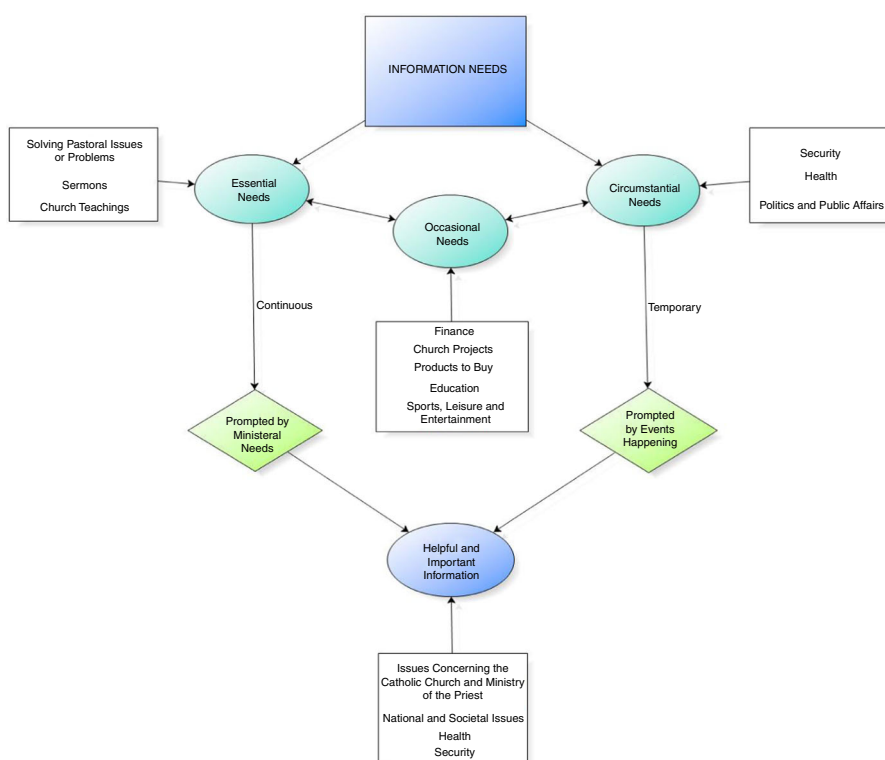 INFORMATION NEEDS
Solving Pastoral Issues
or Problems
Sermons
Church Teachings
Essential
Needs
Occasional
Needs
Circumstantial
Needs
Security
Health
Politics and Public Affairs
Continuous
Temporary
Finance
Church Projects
Products to Buy
Education
Sports, Leisure and
Entertainment
Prompted by
Ministeral
Needs
Prompted
by Events
Happening
Helpful and
Important
Information
Issues Concerning the
Catholic Church and Ministry
of the Priest
National and Societal Issues
Health
Security